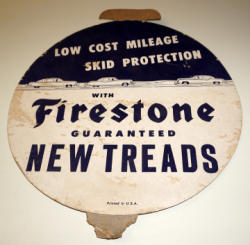 LOW COST MILEAGE
SKID PROTECTION
WITH
Firestone
GUARANTEED
NEW TREADS
Printed in U.S.A.